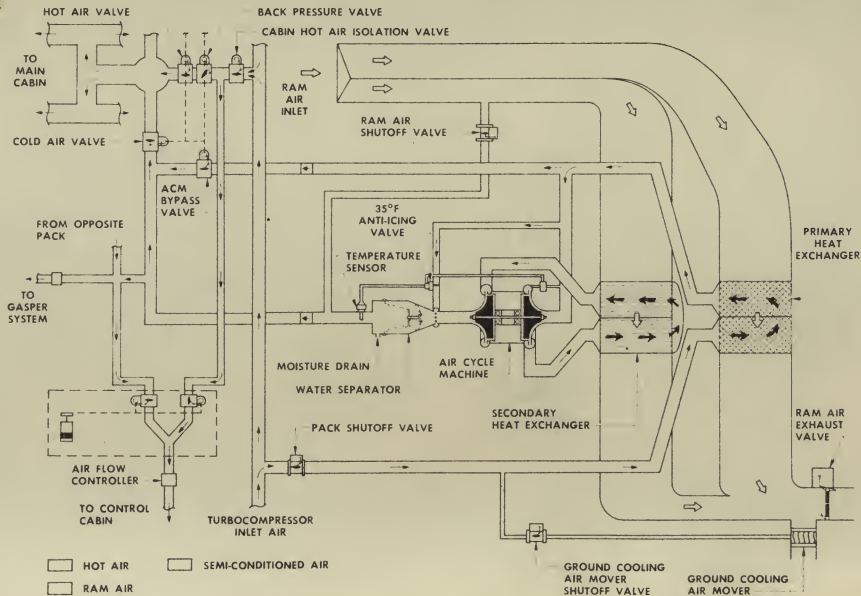 HOT AIR VALVE
BACK PRESSURE VALVE
CABIN HOT AIR ISOLATION VALVE
TO
MAIN
CABIN
RAM
AIR
INLET
RAM AIR
SHUTOFF VALVE
COLD AIR VALVE
ACM
BYPASS
VALVE
35°F
ANTI-ICING
VALVE
FROM OPPOSITE
PACK
TEMPERATURE
SENSOR
PRIMARY
HEAT
EXCHANGER
TO
GASPER
SYSTEM
MOISTURE DRAIN
WATER SEPARATOR
AIR CYCLE
MACHINE
SECONDARY
HEAT EXCHANGER
RAM AIR
EXHAUST
VALVE
PACK SHUTOFF VALVE
AIR FLOW
CONTROLLER
TO CONTROL
CABIN
TURBOCOMPRESSOR
INLET AIR
HOT AIR
SEMI-CONDITIONED AIR
RAM AIR
GROUND COOLING
AIR MOVER
SHUTOFF VALVE
GROUND COOLING
AIR MOVER